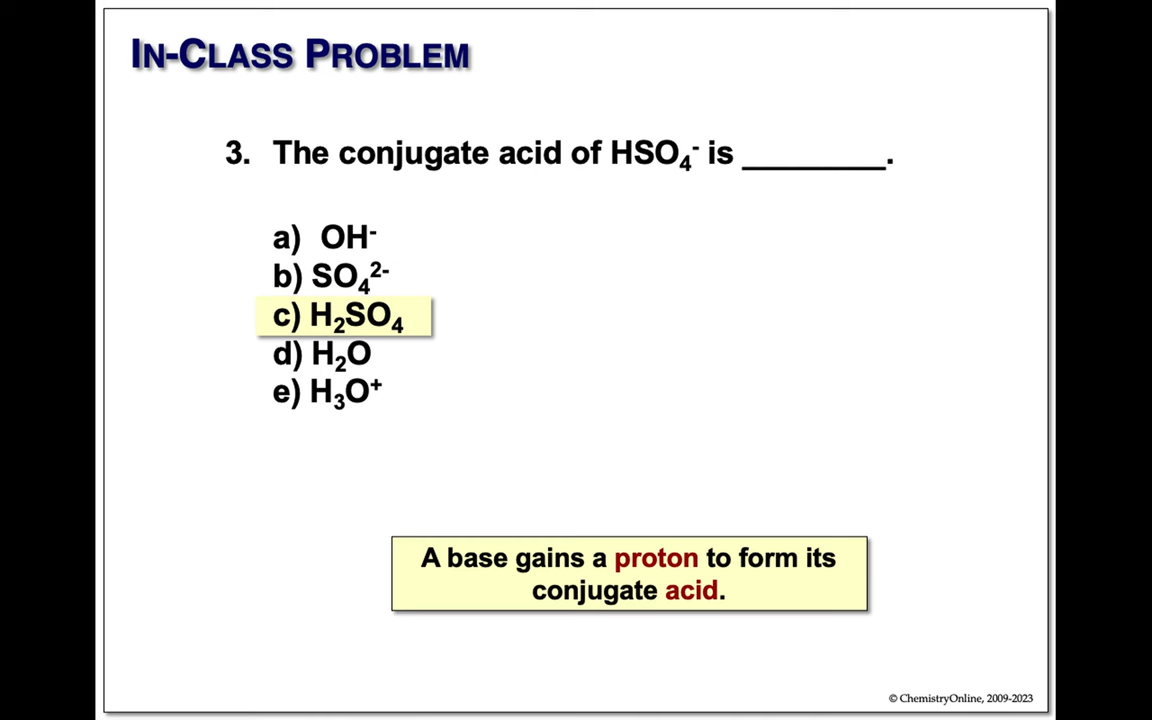 IN-CLASS PROBLEM
3. The conjugate acid of HSO₄⁻ is ________.
a) OH⁻
b) SO₄²⁻
c) H₂SO₄
d) H₂O
e) H₃O⁺
A base gains a proton to form its
conjugate acid.
© ChemistryOnline, 2009-2023